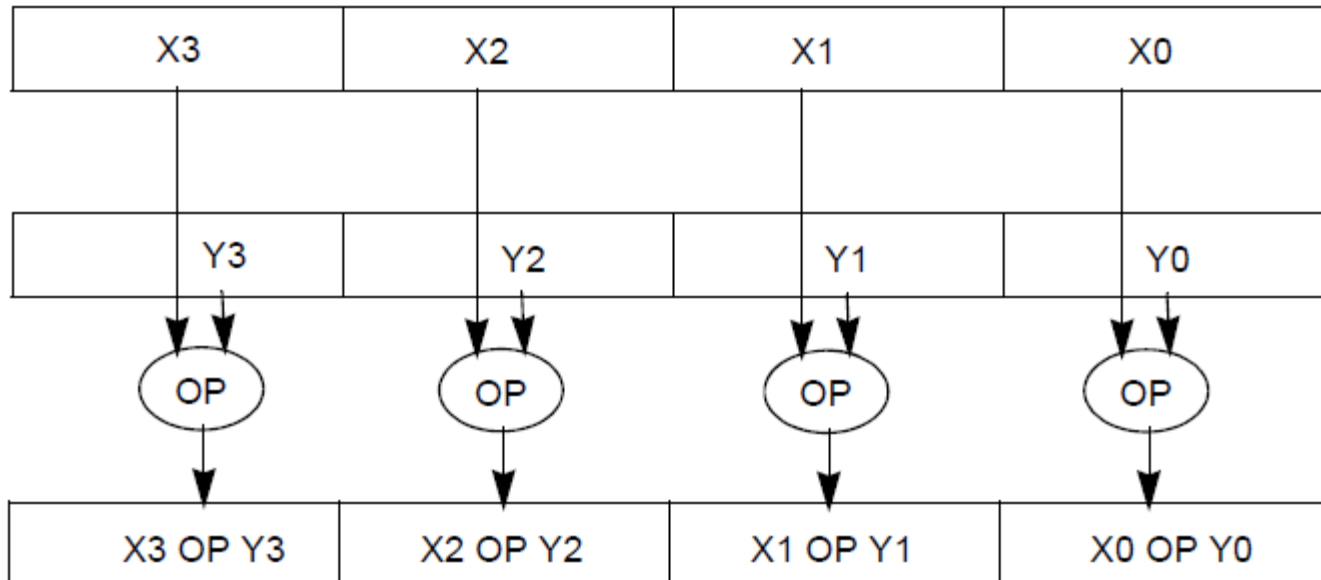 X3 X2 X1 X0
Y3 Y2 Y1 Y0
OP OP OP OP
X3 OP Y3 X2 OP Y2 X1 OP Y1 X0 OP Y0